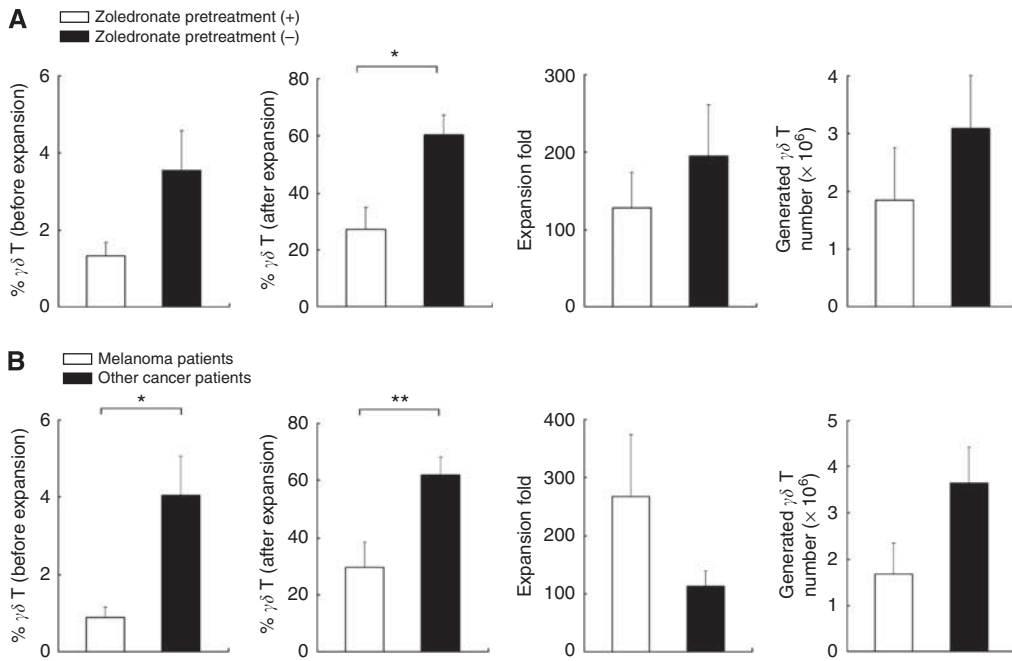 A
Zoledronate pretreatment (+)
Zoledronate pretreatment (–)
% γδ T (before expansion)
6
4
2
0
% γδ T (after expansion)
80
60
40
20
0
*
Expansion fold
300
200
100
0
Generated γδ T
number (× 10⁶)
4
3
2
1
0
B
Melanoma patients
Other cancer patients
% γδ T (before expansion)
6
4
2
0
*
% γδ T (after expansion)
80
60
40
20
0
**
Expansion fold
400
300
200
100
0
Generated γδ T
number (× 10⁶)
5
4
3
2
1
0